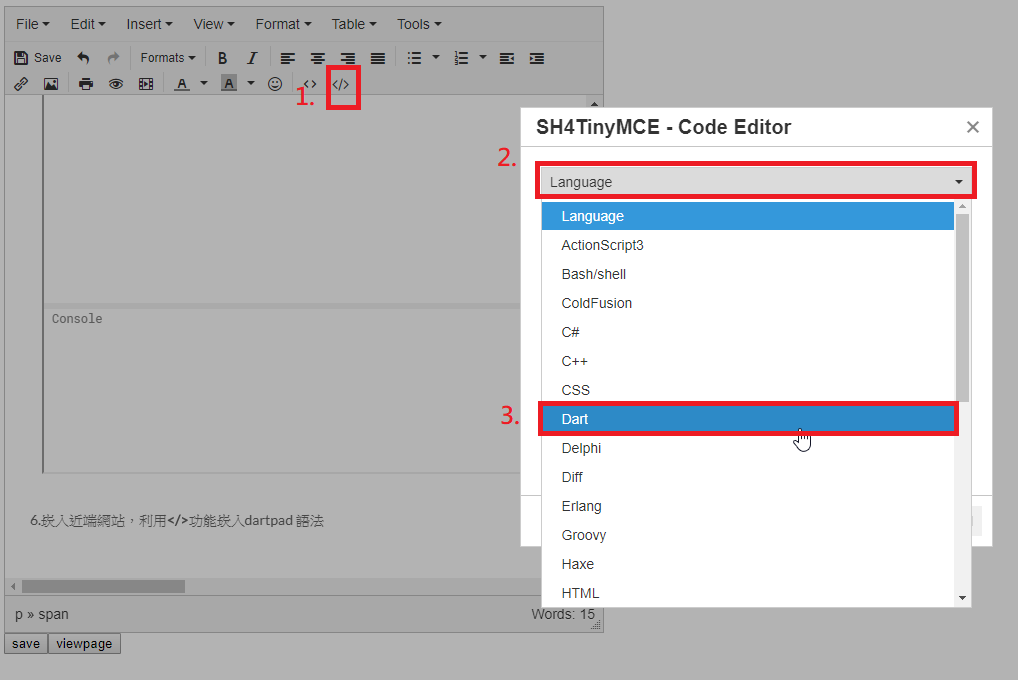 File Edit Insert View Format Table Tools
Save Formats B I
A A <> </>
1.
SH4TinyMCE - Code Editor ×
2.
Language
Language
ActionScript3
Bash/shell
ColdFusion
C#
C++
CSS
3.
Dart
Delphi
Diff
Erlang
Groovy
Haxe
HTML
Console
6.崁入近端網站，利用</>功能崁入dartpad 語法
p » span
Words: 15
save viewpage